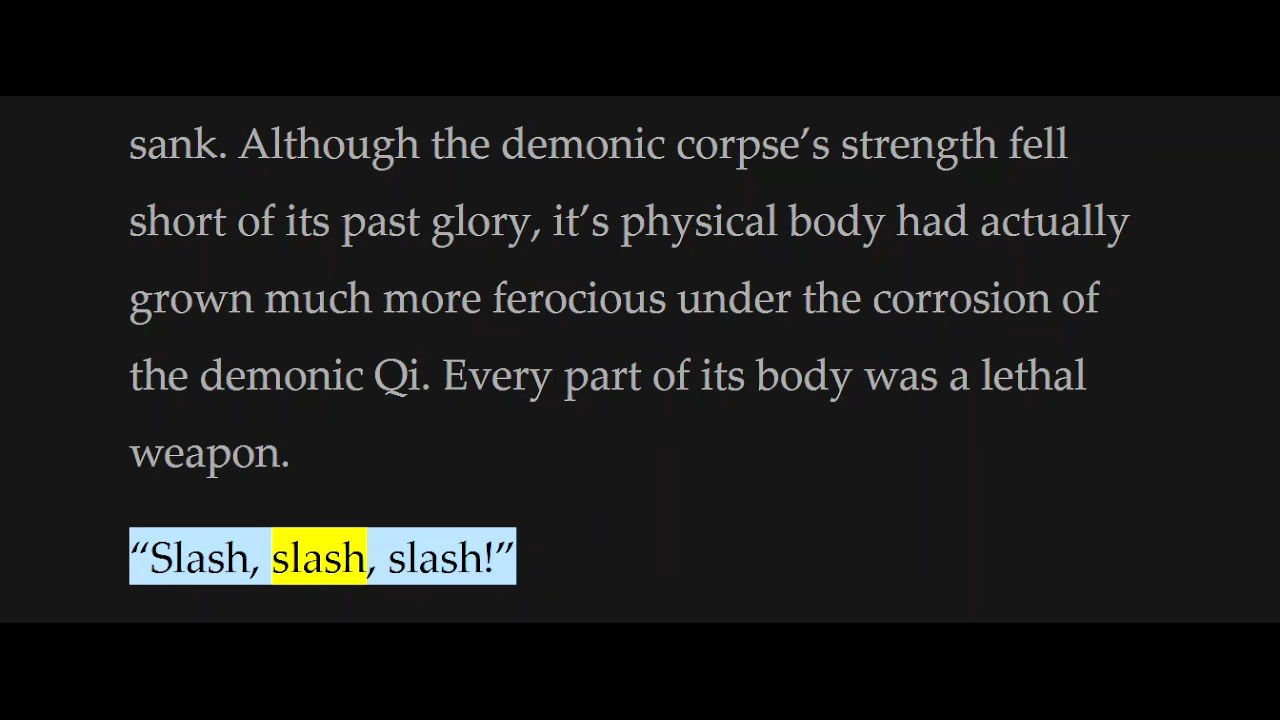 sank. Although the demonic corpse’s strength fell
short of its past glory, it’s physical body had actually
grown much more ferocious under the corrosion of
the demonic Qi. Every part of its body was a lethal
weapon.
“Slash, slash, slash!”